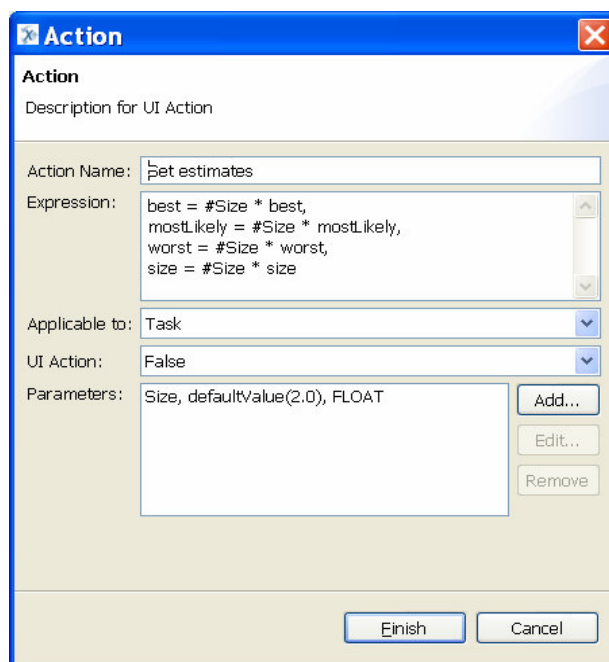 Action
Action
Description for UI Action
Action Name: Set estimates
Expression: best = #Size * best,
mostLikely = #Size * mostLikely,
worst = #Size * worst,
size = #Size * size
Applicable to: Task
UI Action: False
Parameters: Size, defaultValue(2.0), FLOAT
Add...
Edit...
Remove
Finish Cancel